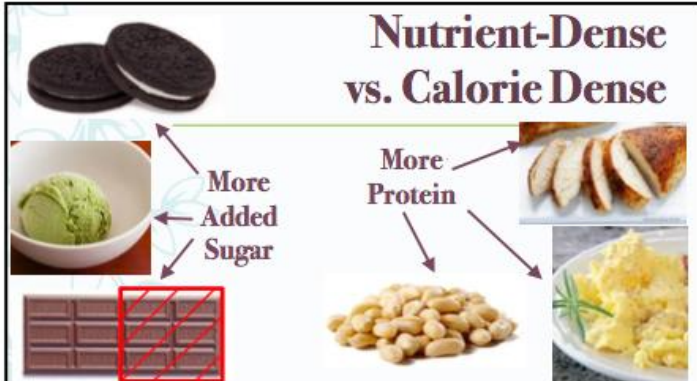 Nutrient-Dense
vs. Calorie Dense
More
Added
Sugar
More
Protein